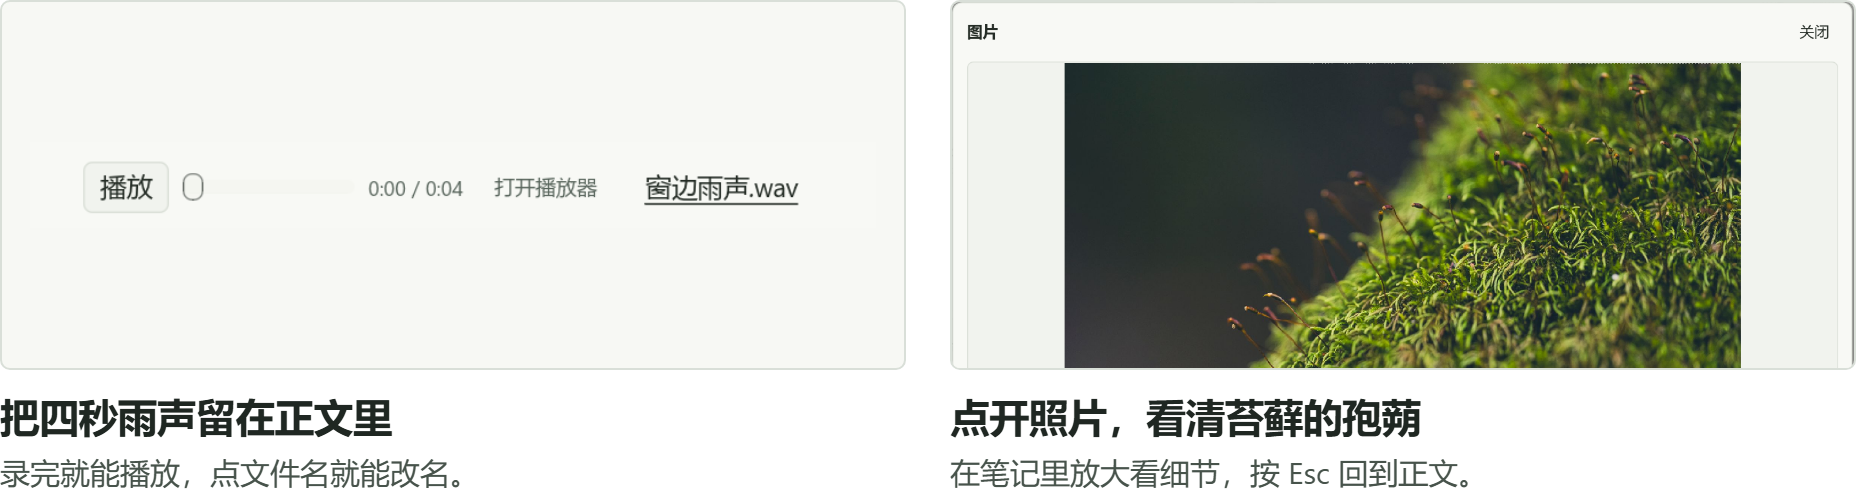 播放 0:00 / 0:04 打开播放器 窗边雨声.wav
把四秒雨声留在正文里
录完就能播放，点文件名就能改名。
图片 关闭
点开照片，看清苔藓的孢蒴
在笔记里放大看细节，按 Esc 回到正文。